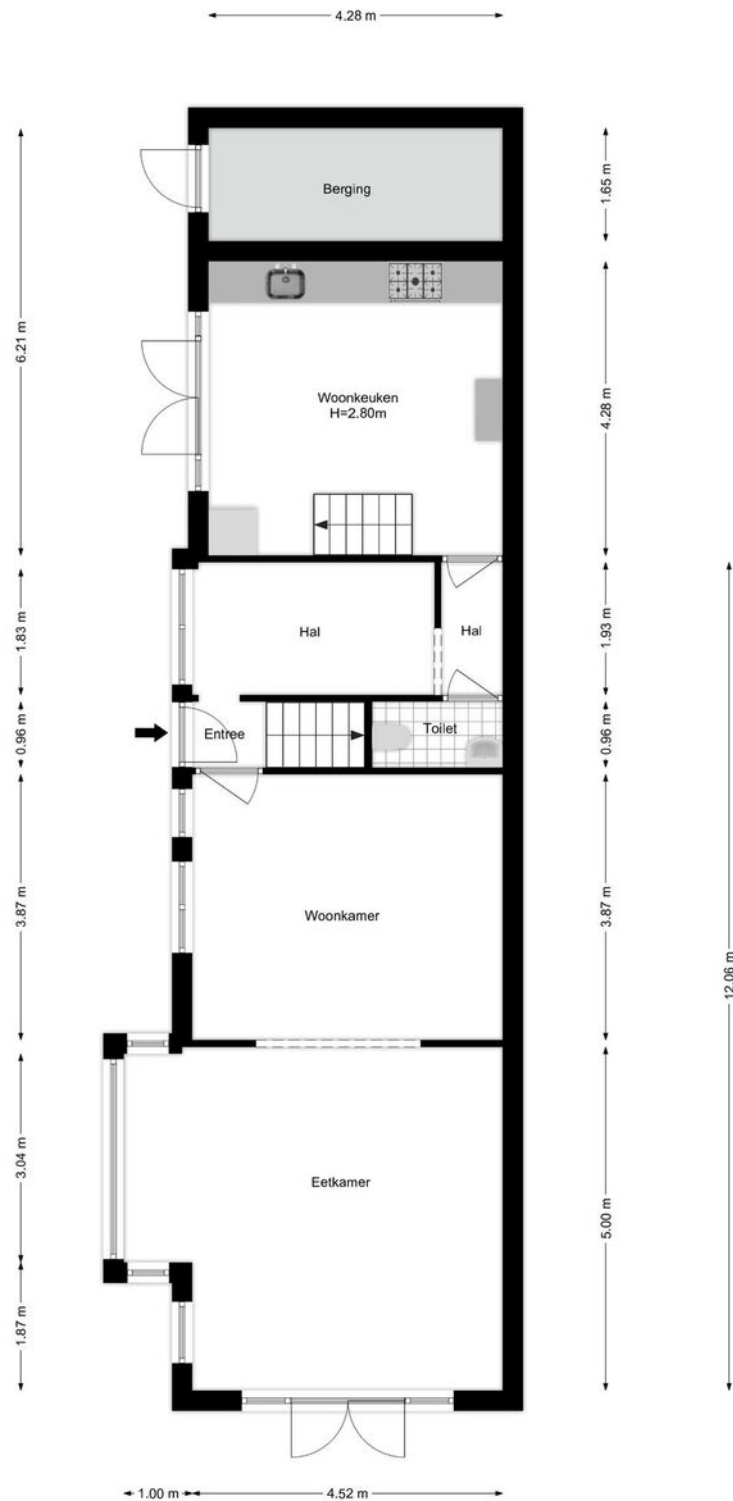 4.28 m
Berging
1.65 m
6.21 m
Woonkeuken
H=2.80m
4.28 m
1.83 m
Hal
Hal
1.93 m
0.96 m
Entree
Toilet
0.96 m
3.87 m
Woonkamer
3.87 m
12.06 m
3.04 m
Eetkamer
5.00 m
1.87 m
1.00 m
4.52 m